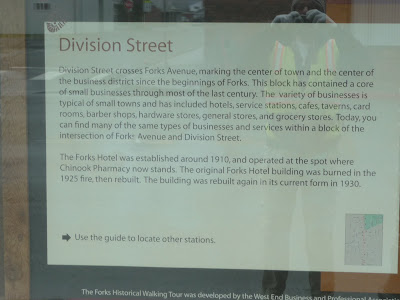 Division Street
Division Street crosses Forks Avenue, marking the center of town and the center of
the business district since the beginnings of Forks. This block has contained a core
of small businesses through most of the last century. The variety of businesses is
typical of small towns and has included hotels, service stations, cafes, taverns, card
rooms, barber shops, hardware stores, general stores, and grocery stores. Today, you
can find many of the same types of businesses and services within a block of the
intersection of Forks Avenue and Division Street.
The Forks Hotel was established around 1910, and operated at the spot where
Chinook Pharmacy now stands. The original Forks Hotel building was burned in the
1925 fire, then rebuilt. The building was rebuilt again in its current form in 1930.
Use the guide to locate other stations.
The Forks Historical Walking Tour was developed by the West End Business and Professional